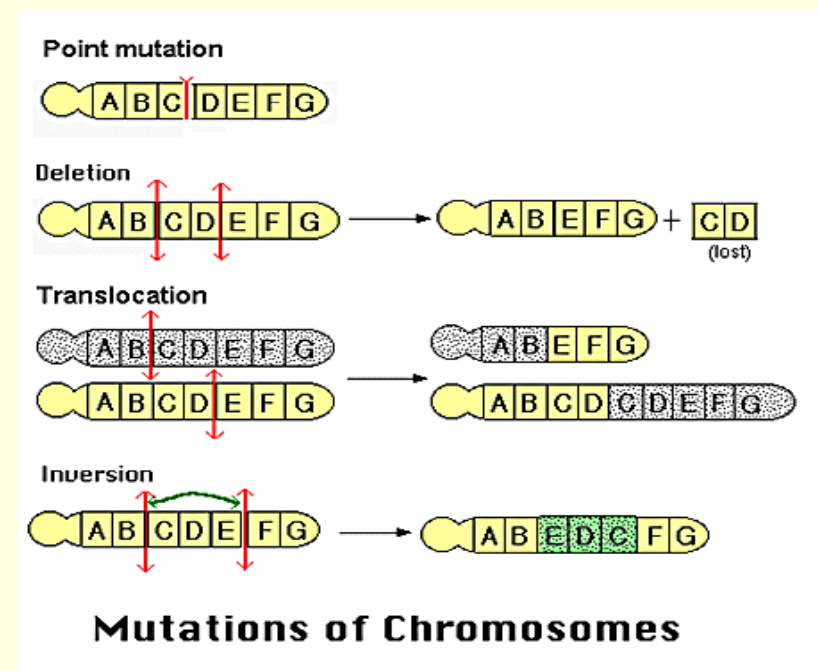 Point mutation
A B C D E F G
Deletion
A B C D E F G A B E F G + C D
(lost)
Translocation
A B C D E F G A B E F G
A B C D E F G A B C D C D E F G
Inversion
A B C D E F G A B E D C F G
Mutations of Chromosomes